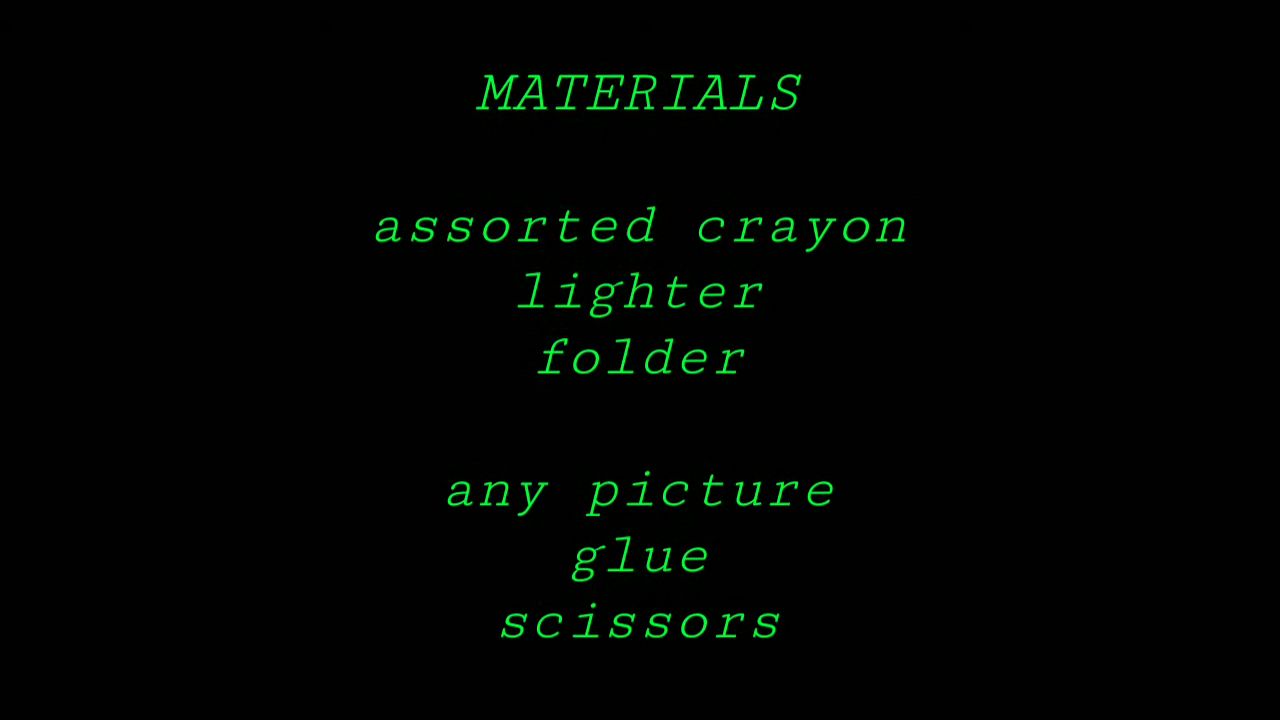 MATERIALS
assorted crayon
lighter
folder
any picture
glue
scissors